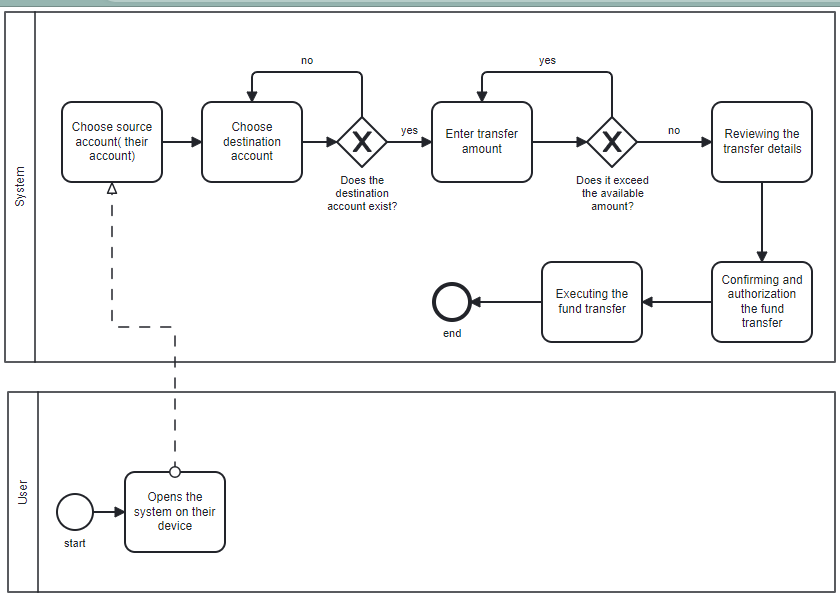 System
no
yes
Choose source
account( their
account)
Choose
destination
account
yes
Enter transfer
amount
no
Reviewing the
transfer details
Does the
destination
account exist?
Does it exceed
the available
amount?
Confirming and
authorization
the fund
transfer
Executing the
fund transfer
end
User
Opens the
system on their
device
start